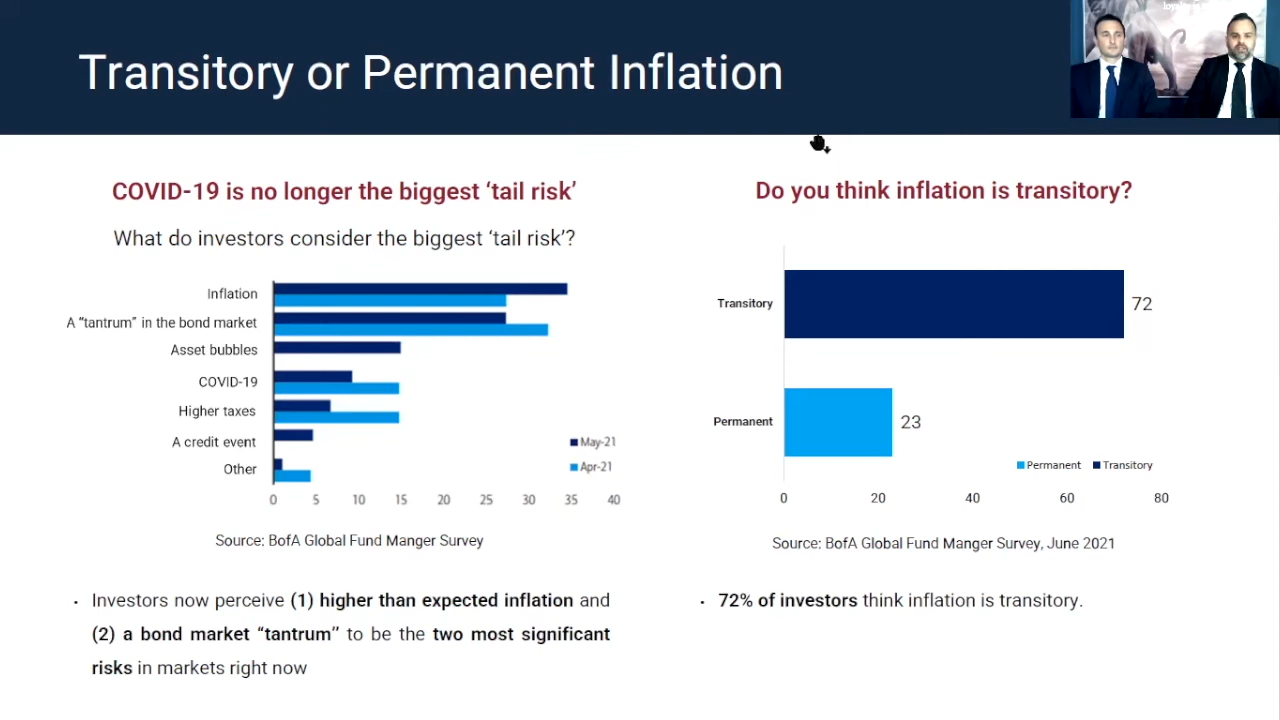 Transitory or Permanent Inflation
COVID-19 is no longer the biggest ‘tail risk’
What do investors consider the biggest ‘tail risk’?
Inflation
A “tantrum” in the bond market
Asset bubbles
COVID-19
Higher taxes
A credit event
Other
May-21
Apr-21
0 5 10 15 20 25 30 35 40
Source: BofA Global Fund Manger Survey
· Investors now perceive (1) higher than expected inflation and
(2) a bond market “tantrum” to be the two most significant
risks in markets right now
Do you think inflation is transitory?
Transitory
72
Permanent
23
Permanent Transitory
0 20 40 60 80
Source: BofA Global Fund Manger Survey, June 2021
· 72% of investors think inflation is transitory.